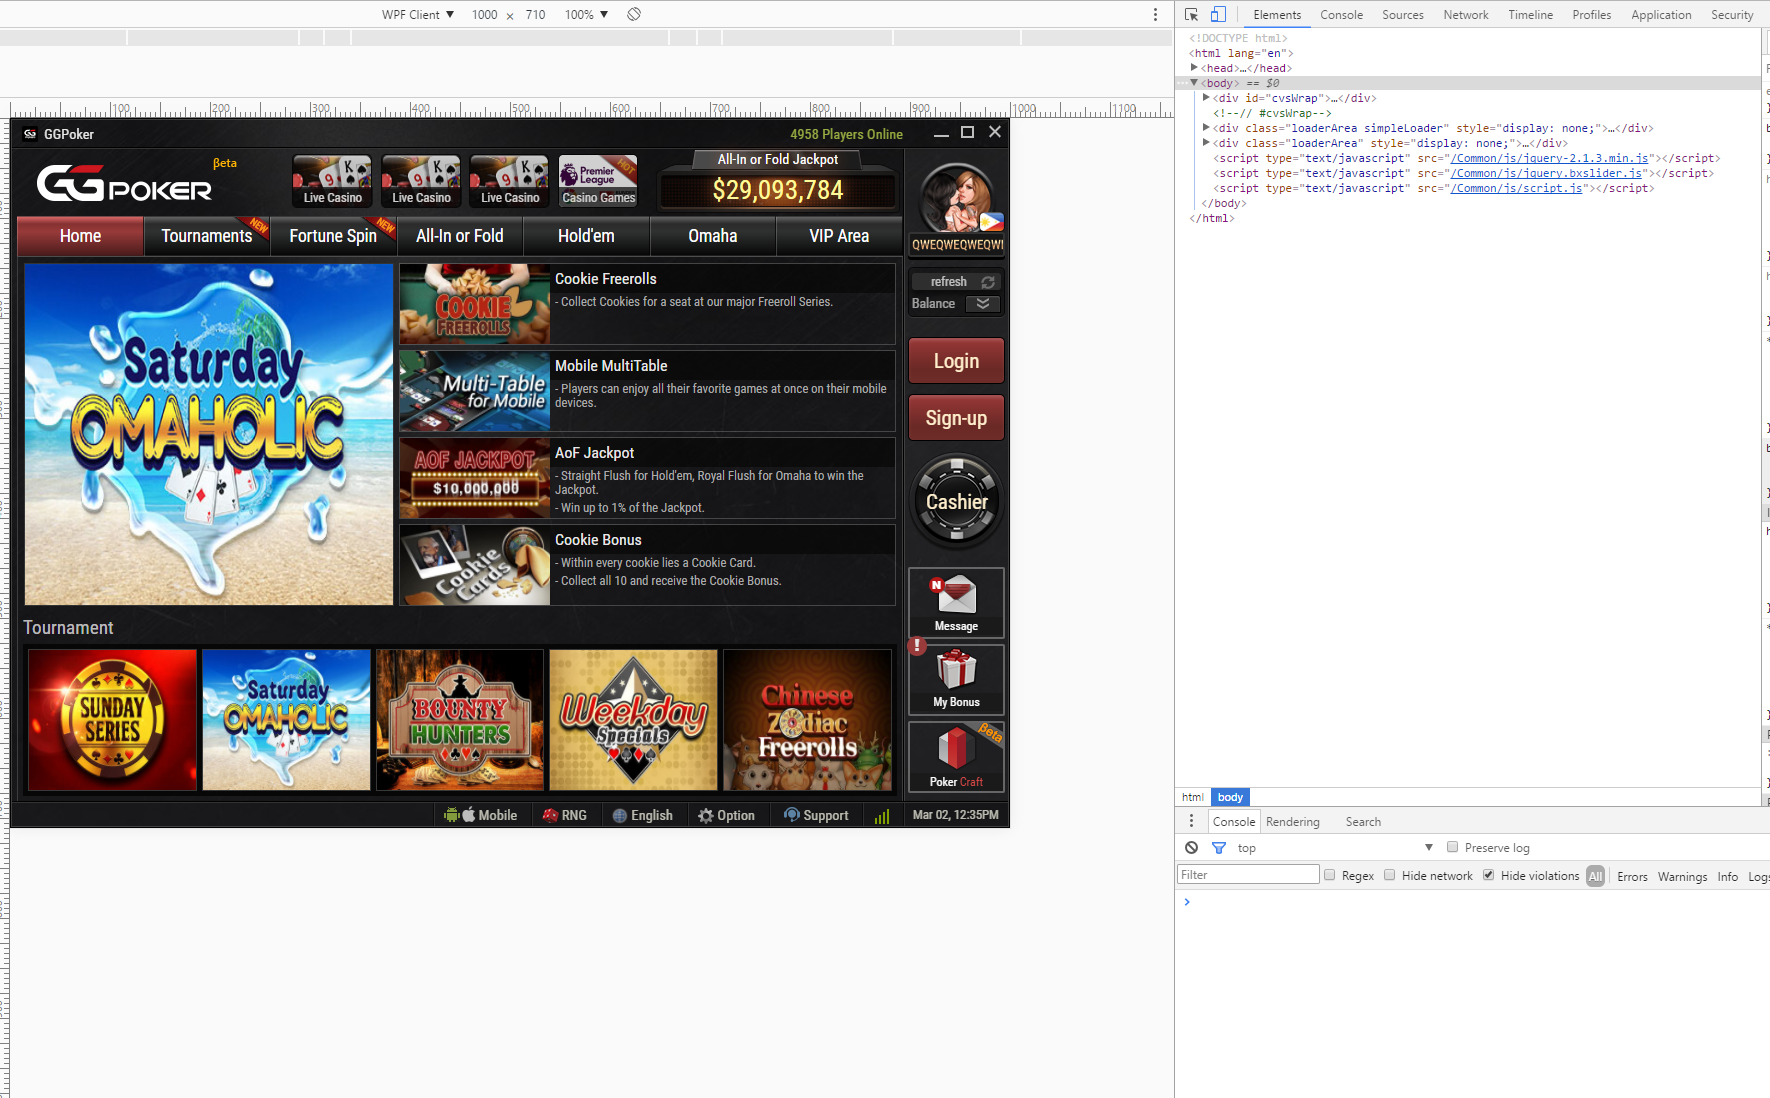 WPF Client ▼ 1000 × 710 100% ▼
100 200 300 400 500 600 700 800 900 1000 1100
GGPoker
4958 Players Online
GGPOKER
βeta
Live Casino
Live Casino
Live Casino
Premier League
HOT
Casino Games
All-In or Fold Jackpot
$29,093,784
QWEQWEQWEQWI
Home
Tournaments
NEW
Fortune Spin
NEW
All-In or Fold
Hold'em
Omaha
VIP Area
refresh
Balance
Login
Sign-up
Cashier
N
Message
!
My Bonus
βeta
Poker Craft
Saturday
OMAHOLIC
COOKIE
FREEROLLS
Cookie Freerolls
- Collect Cookies for a seat at our major Freeroll Series.
Multi-Table
for Mobile
Mobile MultiTable
- Players can enjoy all their favorite games at once on their mobile
devices.
AOF JACKPOT
$10,000,000
AoF Jackpot
- Straight Flush for Hold'em, Royal Flush for Omaha to win the
Jackpot.
- Win up to 1% of the Jackpot.
Cookie
Cards
Cookie Bonus
- Within every cookie lies a Cookie Card.
- Collect all 10 and receive the Cookie Bonus.
Tournament
SUNDAY
SERIES
Saturday
OMAHOLIC
BOUNTY
HUNTERS
Weekday
Specials
Chinese
Zodiac
Freerolls
Mobile
RNG
English
Option
Support
Mar 02, 12:35PM
Elements Console Sources Network Timeline Profiles Application Security
<!DOCTYPE html>
<html lang="en">
<head>…</head>
<body> == $0
<div id="cvsWrap">…</div>
<!--// #cvsWrap-->
<div class="loaderArea simpleLoader" style="display: none;">…</div>
<div class="loaderArea" style="display: none;">…</div>
<script type="text/javascript" src="/Common/js/jquery-2.1.3.min.js"></script>
<script type="text/javascript" src="/Common/js/jquery.bxslider.js"></script>
<script type="text/javascript" src="/Common/js/script.js"></script>
</body>
</html>
html body
Console Rendering Search
top ▼ Preserve log
Filter Regex Hide network Hide violations All Errors Warnings Info Logs
>